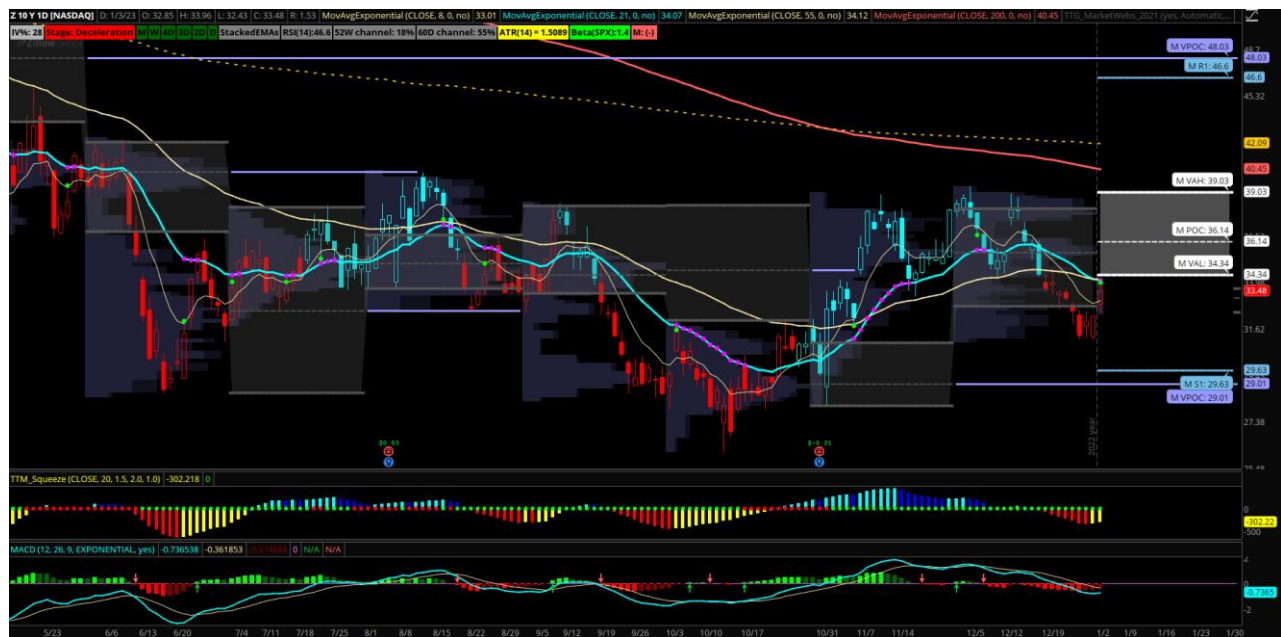 Z 10 Y 1D [NASDAQ] D: 1/3/23 O: 32.85 H: 33.96 L: 32.43 C: 33.48 R: 1.53 MovAvgExponential (CLOSE, 8, 0, no) 33.01 MovAvgExponential (CLOSE, 21, 0, no) 34.07 MovAvgExponential (CLOSE, 55, 0, no) 34.12 MovAvgExponential (CLOSE, 200, 0, no) 40.45 TTG_MarketWebs_2021 (yes, Automatic...
IV%: 28 Stage: Deceleration M W 4D 3D 2D D StackedEMAs RSI(14):46.6 52W channel: 18% 60D channel: 55% ATR(14) = 1.5089 Beta(SPX):1.4 M: (-)
M VPOC: 48.03
48.03
M R1: 46.6
46.6
45.32
42.09
40.45
M VAH: 39.03
39.03
M POC: 36.14
36.14
M VAL: 34.34
34.34
33.48
31.62
29.63
M S1: 29.63
29.01
M VPOC: 29.01
27.38
2022 year
TTM_Squeeze (CLOSE, 20, 1.5, 2.0, 1.0) -302.218 0
0
-302.22
-500
MACD (12, 26, 9, EXPONENTIAL, yes) -0.736538 -0.361853 0 N/A N/A
2
0
-0.7365
-2
5/23 6/6 6/13 6/20 7/4 7/11 7/18 7/25 8/1 8/8 8/15 8/22 8/29 9/5 9/12 9/19 9/26 10/3 10/10 10/17 10/31 11/7 11/14 12/5 12/12 12/19 1/2 1/9 1/16 1/23 1/30